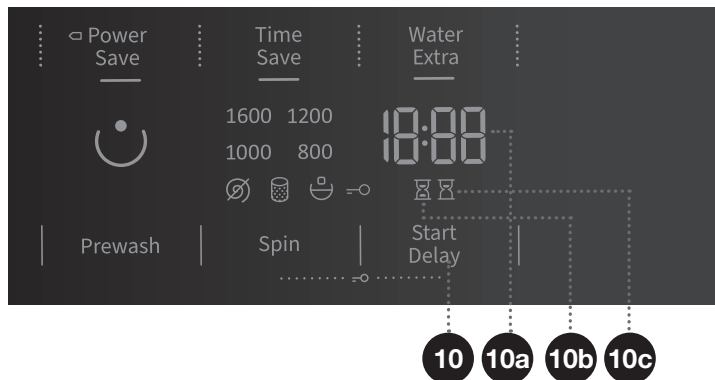 Power
Save
Time
Save
Water
Extra
1600 1200
1000 800
18:88
Prewash
Spin
Start
Delay
10 10a 10b 10c